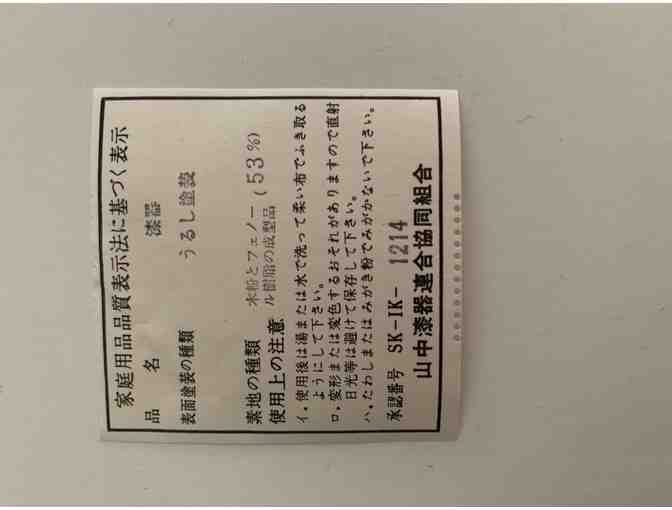 家庭用品品質表示法に基づく表示
品名 漆器
表面塗装の種類 うるし塗装
素地の種類 木粉とフェノー
ル樹脂の成型品 (53%)
使用上の注意
イ.使用後は湯または水で洗って柔い布でふき取る
ようにして下さい。
ロ.変形または変色するおそれがありますので直射
日光等は避けて保存して下さい。
ハ.たわしまたはみがき粉でみがかないで下さい。
承認番号 SK-IK- 1214
山中漆器連合協同組合